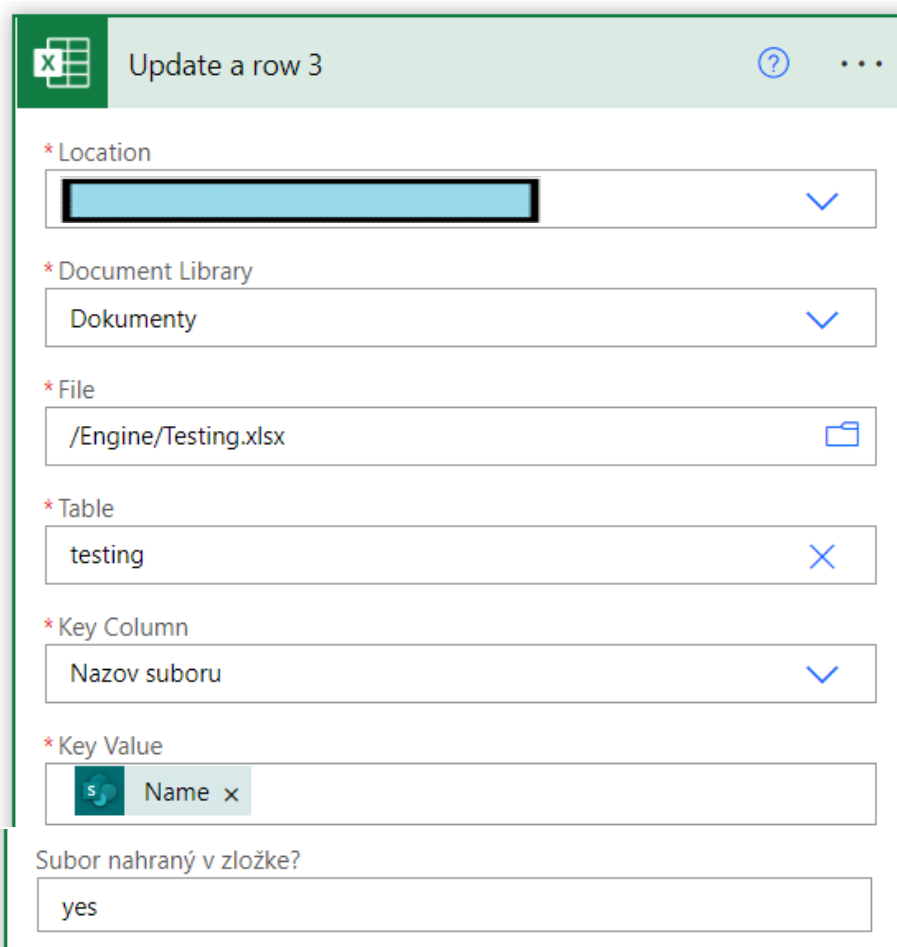 Update a row 3
* Location
* Document Library
Dokumenty
* File
/Engine/Testing.xlsx
* Table
testing
* Key Column
Nazov suboru
* Key Value
Name ×
Subor nahraný v zložke?
yes